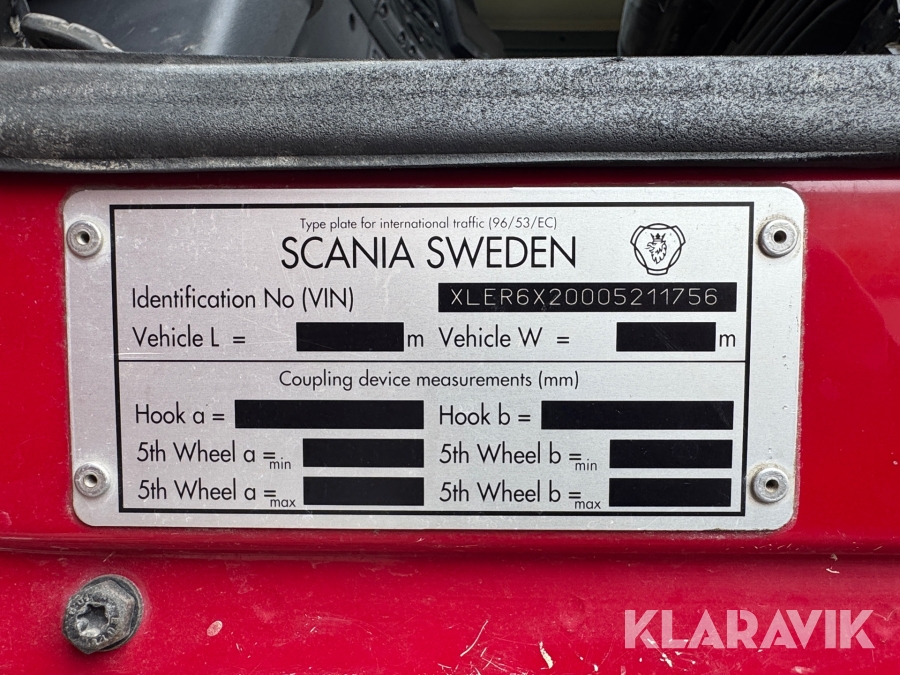 Type plate for international traffic (96/53/EC)
SCANIA SWEDEN
Identification No (VIN) XLER6X20005211756
Vehicle L = m Vehicle W = m
Coupling device measurements (mm)
Hook a = Hook b =
5th Wheel a = min 5th Wheel b = min
5th Wheel a = max 5th Wheel b = max
KLARAVIK